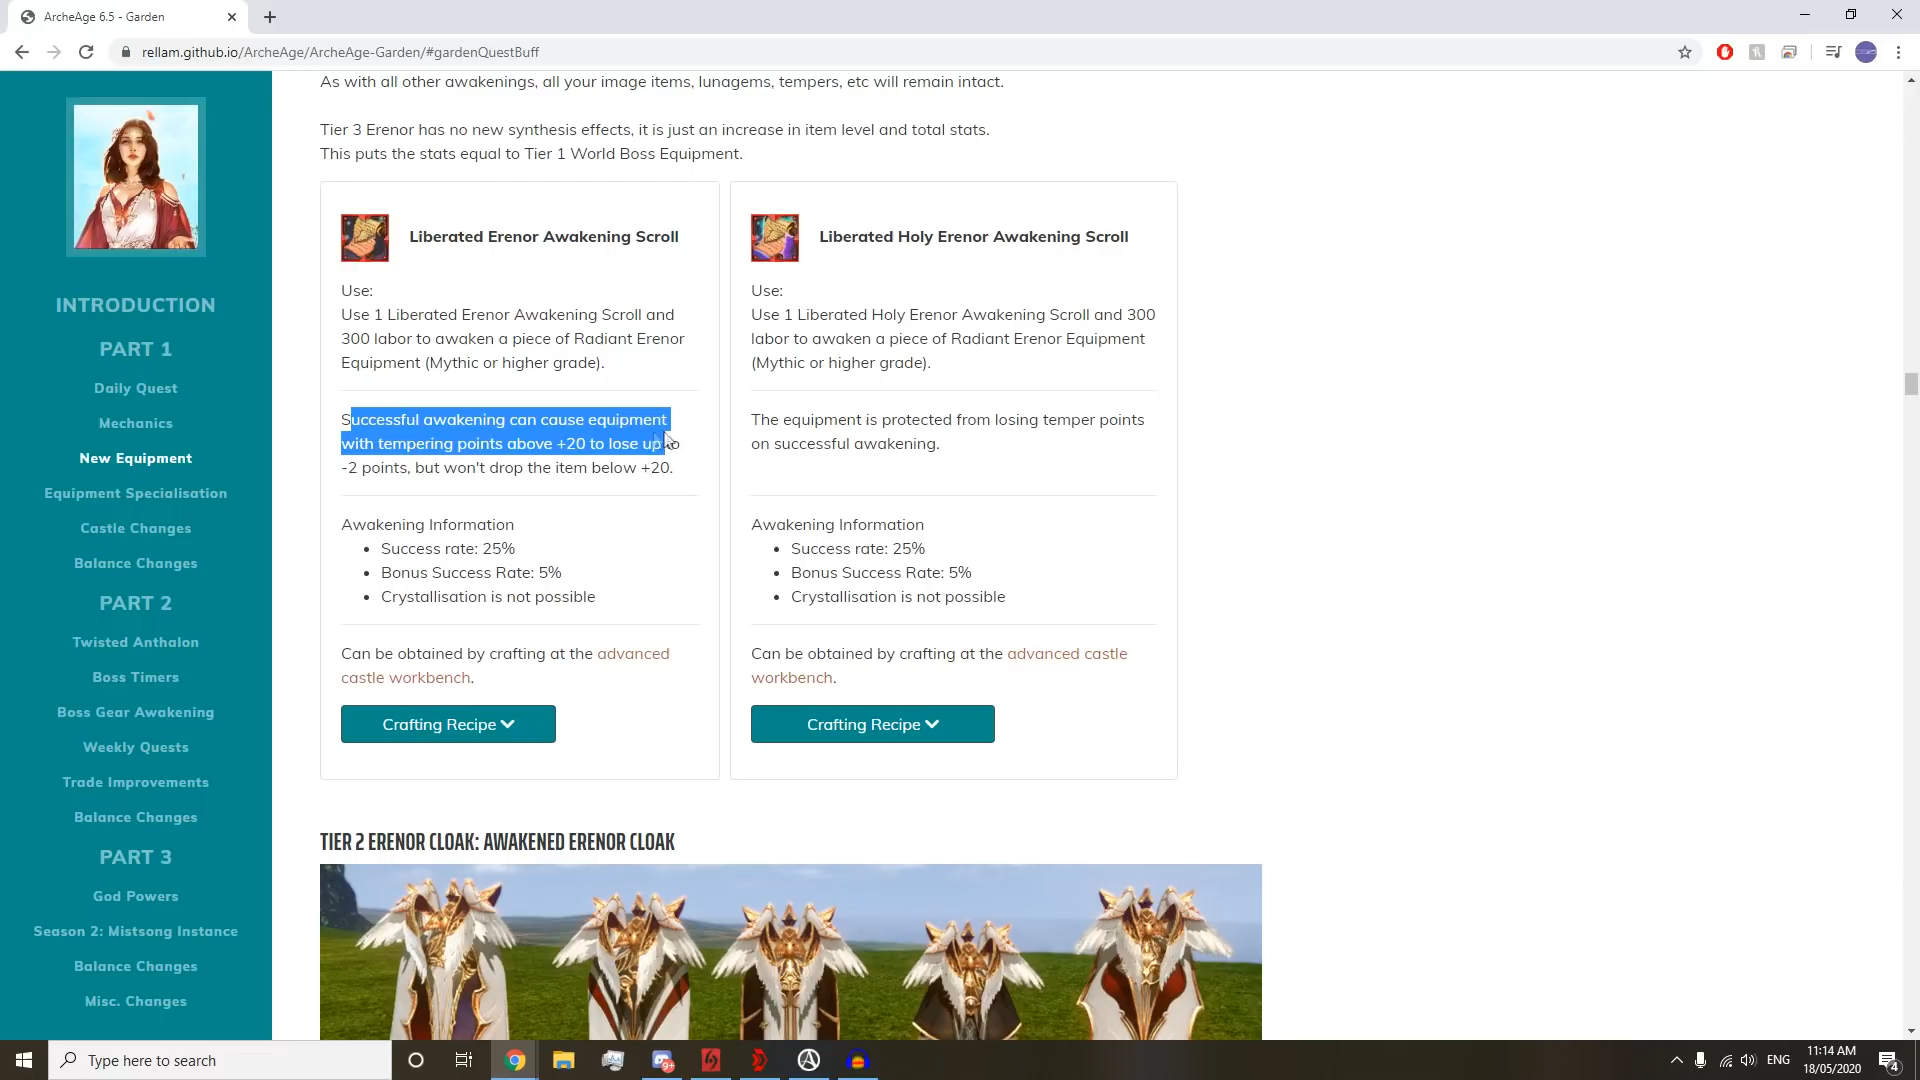 ArcheAge 6.5 - Garden
rellam.github.io/ArcheAge/ArcheAge-Garden/#gardenQuestBuff
INTRODUCTION
PART 1
Daily Quest
Mechanics
New Equipment
Equipment Specialisation
Castle Changes
Balance Changes
PART 2
Twisted Anthalon
Boss Timers
Boss Gear Awakening
Weekly Quests
Trade Improvements
Balance Changes
PART 3
God Powers
Season 2: Mistsong Instance
Balance Changes
Misc. Changes
As with all other awakenings, all your image items, lunagems, tempers, etc will remain intact.
Tier 3 Erenor has no new synthesis effects, it is just an increase in item level and total stats.
This puts the stats equal to Tier 1 World Boss Equipment.
Liberated Erenor Awakening Scroll
Use:
Use 1 Liberated Erenor Awakening Scroll and
300 labor to awaken a piece of Radiant Erenor
Equipment (Mythic or higher grade).
Successful awakening can cause equipment
with tempering points above +20 to lose up to
-2 points, but won't drop the item below +20.
Awakening Information
• Success rate: 25%
• Bonus Success Rate: 5%
• Crystallisation is not possible
Can be obtained by crafting at the advanced
castle workbench.
Crafting Recipe
Liberated Holy Erenor Awakening Scroll
Use:
Use 1 Liberated Holy Erenor Awakening Scroll and 300
labor to awaken a piece of Radiant Erenor Equipment
(Mythic or higher grade).
The equipment is protected from losing temper points
on successful awakening.
Awakening Information
• Success rate: 25%
• Bonus Success Rate: 5%
• Crystallisation is not possible
Can be obtained by crafting at the advanced castle
workbench.
Crafting Recipe
TIER 2 ERENOR CLOAK: AWAKENED ERENOR CLOAK
Type here to search
9+
ENG
11:14 AM
18/05/2020
4